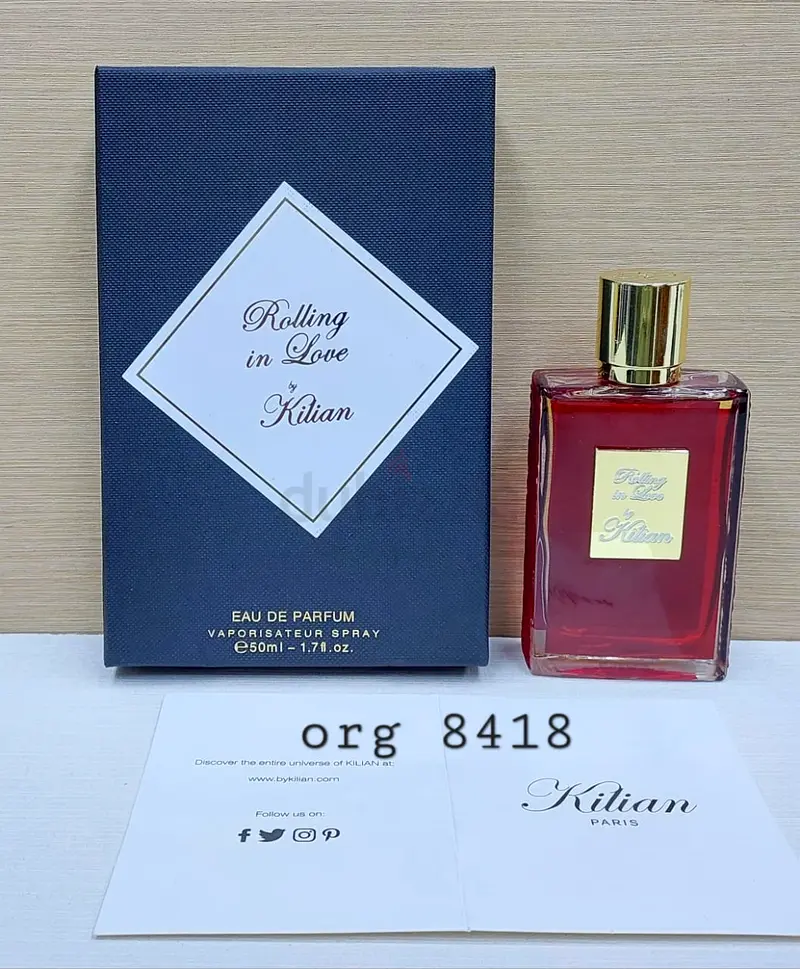 Rolling
in Love
by
Kilian
EAU DE PARFUM
VAPORISATEUR SPRAY
℮50ml – 1.7fl.oz.
Rolling
in Love
by
Kilian
org 8418
Discover the entire universe of KILIAN at:
www.bykilian.com
Follow us on:
Kilian
PARIS